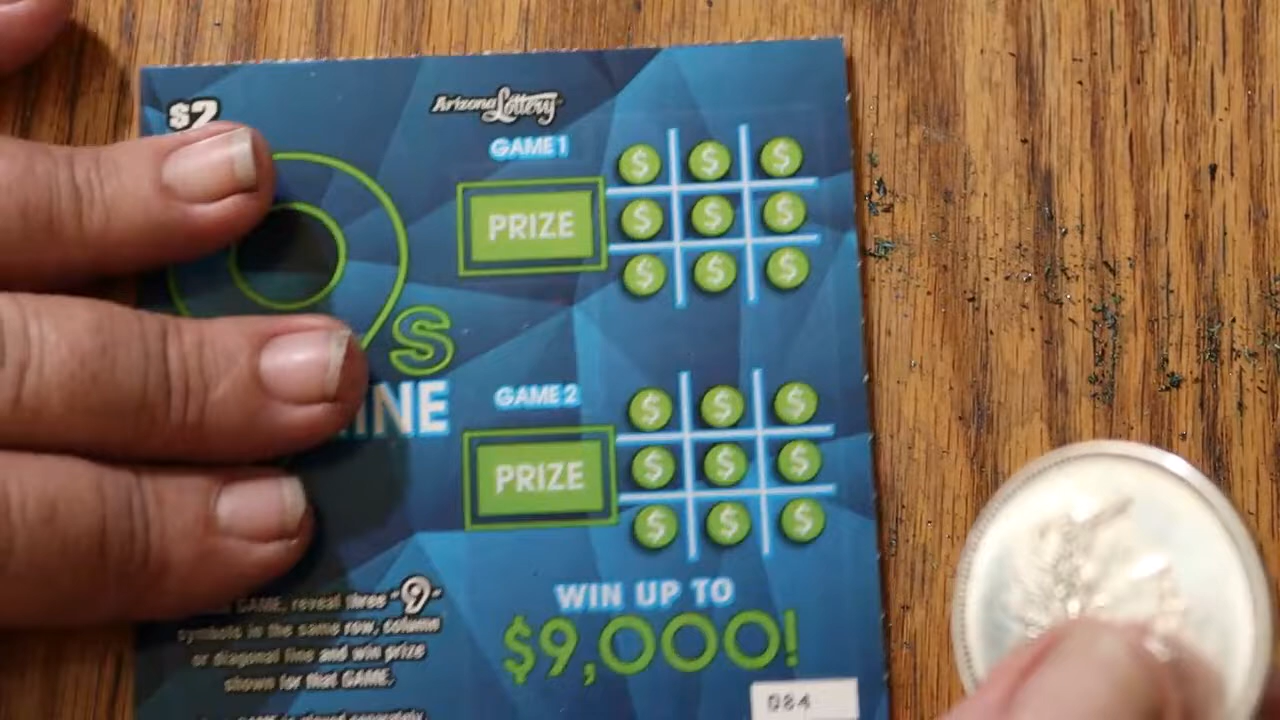 $2
Arizona Lottery
GAME 1
PRIZE
$ $ $
$ $ $
$ $ $
9s
INE
GAME 2
PRIZE
$ $ $
$ $ $
$ $ $
GAME, reveal three "9"
symbols in the same row, column
or diagonal line and win prize
shown for that GAME.
WIN UP TO
$9,000!
084